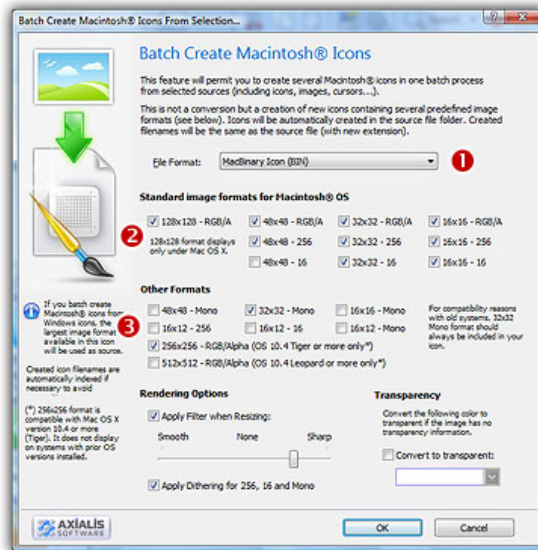 Batch Create Macintosh® Icons From Selection...
Batch Create Macintosh® Icons
This feature will permit you to create several Macintosh® icons in one batch process
from selected sources (including icons, images, cursors...).
This is not a conversion but a creation of new icons containing several predefined image
formats (see below). Icons will be automatically created in the source file folder. Created
filenames will be the same as the source file (with new extension).
File Format: MacBinary Icon (BIN) 1
Standard image formats for Macintosh® OS
2
128x128 - RGB/A 48x48 - RGB/A 32x32 - RGB/A 16x16 - RGB/A
128x128 format displays
only under Mac OS X.
48x48 - 256 32x32 - 256 16x16 - 256
48x48 - 16 32x32 - 16 16x16 - 16
If you batch create
Macintosh® icons from
Windows icons, the
largest image format
available in this icon
will be used as source.
Created icon filenames are
automatically indexed if
necessary to avoid
(*) 256x256 format is
compatible with Mac OS X
version 10.4 or more
(Tiger). It does not display
on systems with prior OS
versions installed.
Other Formats
3
48x48 - Mono 32x32 - Mono 16x16 - Mono
16x12 - 256 16x12 - 16 16x12 - Mono
256x256 - RGB/Alpha (OS 10.4 Tiger or more only*)
512x512 - RGB/Alpha (OS 10.4 Leopard or more only*)
For compatibility reasons
with old systems, 32x32
Mono format should
always be included in your
icon.
Rendering Options
Apply Filter when Resizing:
Smooth None Sharp
Apply Dithering for 256, 16 and Mono
Transparency
Convert the following color to
transparent if the image has no
transparency information.
Convert to transparent:
AXIALIS
SOFTWARE
OK Cancel